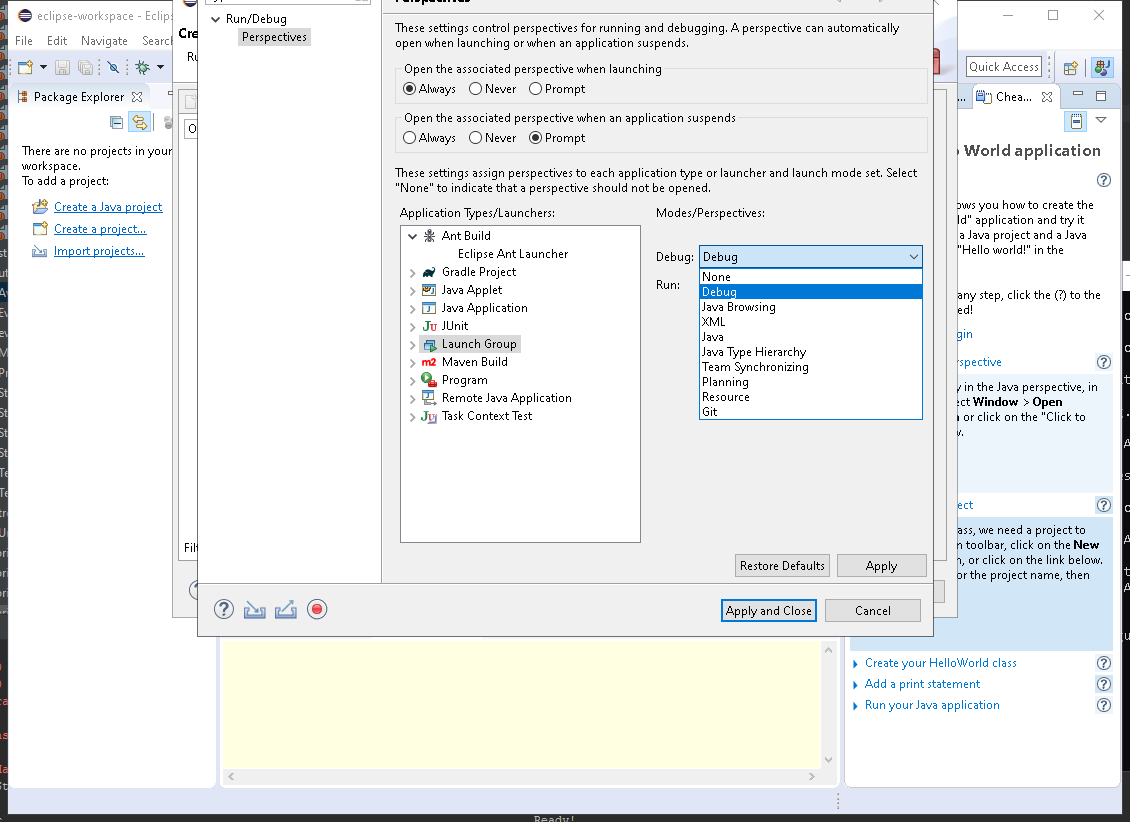 eclipse-workspace - Eclips
File Edit Navigate Search
Package Explorer
There are no projects in your
workspace.
To add a project:
Create a Java project
Create a project...
Import projects...
Run/Debug
Perspectives
These settings control perspectives for running and debugging. A perspective can automatically
open when launching or when an application suspends.
Open the associated perspective when launching
Always Never Prompt
Open the associated perspective when an application suspends
Always Never Prompt
These settings assign perspectives to each application type or launcher and launch mode set. Select
"None" to indicate that a perspective should not be opened.
Application Types/Launchers:
Ant Build
Eclipse Ant Launcher
Gradle Project
Java Applet
Java Application
JUnit
Launch Group
Maven Build
Program
Remote Java Application
Task Context Test
Modes/Perspectives:
Debug: Debug
Run:
None
Debug
Java Browsing
XML
Java
Java Type Hierarchy
Team Synchronizing
Planning
Resource
Git
Restore Defaults Apply
Apply and Close Cancel
Quick Access
... Chea...
World application
ows you how to create the
d" application and try it
a Java project and a Java
"Hello world!" in the
any step, click the (?) to the
ed!
gin
rspective
y in the Java perspective, in
ect Window > Open
or click on the "Click to
ect
ass, we need a project to
n toolbar, click on the New
n, or click on the link below.
or the project name, then
Create your HelloWorld class
Add a print statement
Run your Java application
Ready!